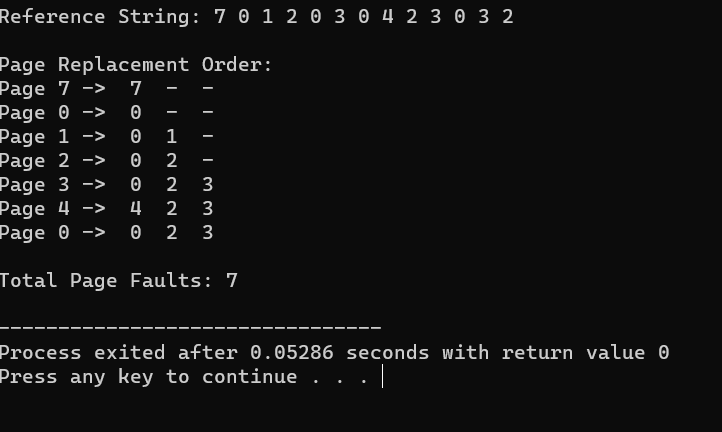 Reference String: 7 0 1 2 0 3 0 4 2 3 0 3 2
Page Replacement Order:
Page 7 -> 7 - -
Page 0 -> 0 - -
Page 1 -> 0 1 -
Page 2 -> 0 2 -
Page 3 -> 0 2 3
Page 4 -> 4 2 3
Page 0 -> 0 2 3
Total Page Faults: 7
--------------------------------
Process exited after 0.05286 seconds with return value 0
Press any key to continue . . .